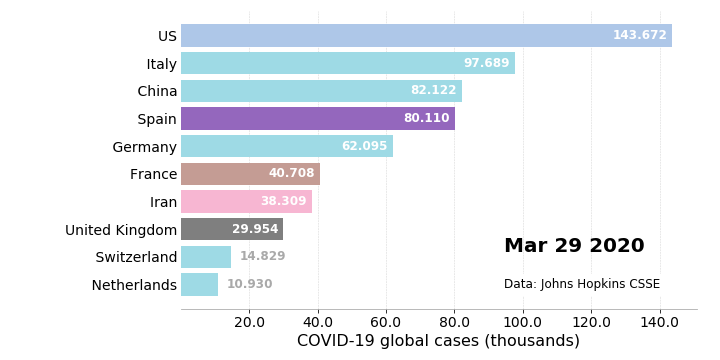 US 143.672
Italy 97.689
China 82.122
Spain 80.110
Germany 62.095
France 40.708
Iran 38.309
United Kingdom 29.954
Switzerland 14.829
Netherlands 10.930
Mar 29 2020
Data: Johns Hopkins CSSE
20.0 40.0 60.0 80.0 100.0 120.0 140.0
COVID-19 global cases (thousands)